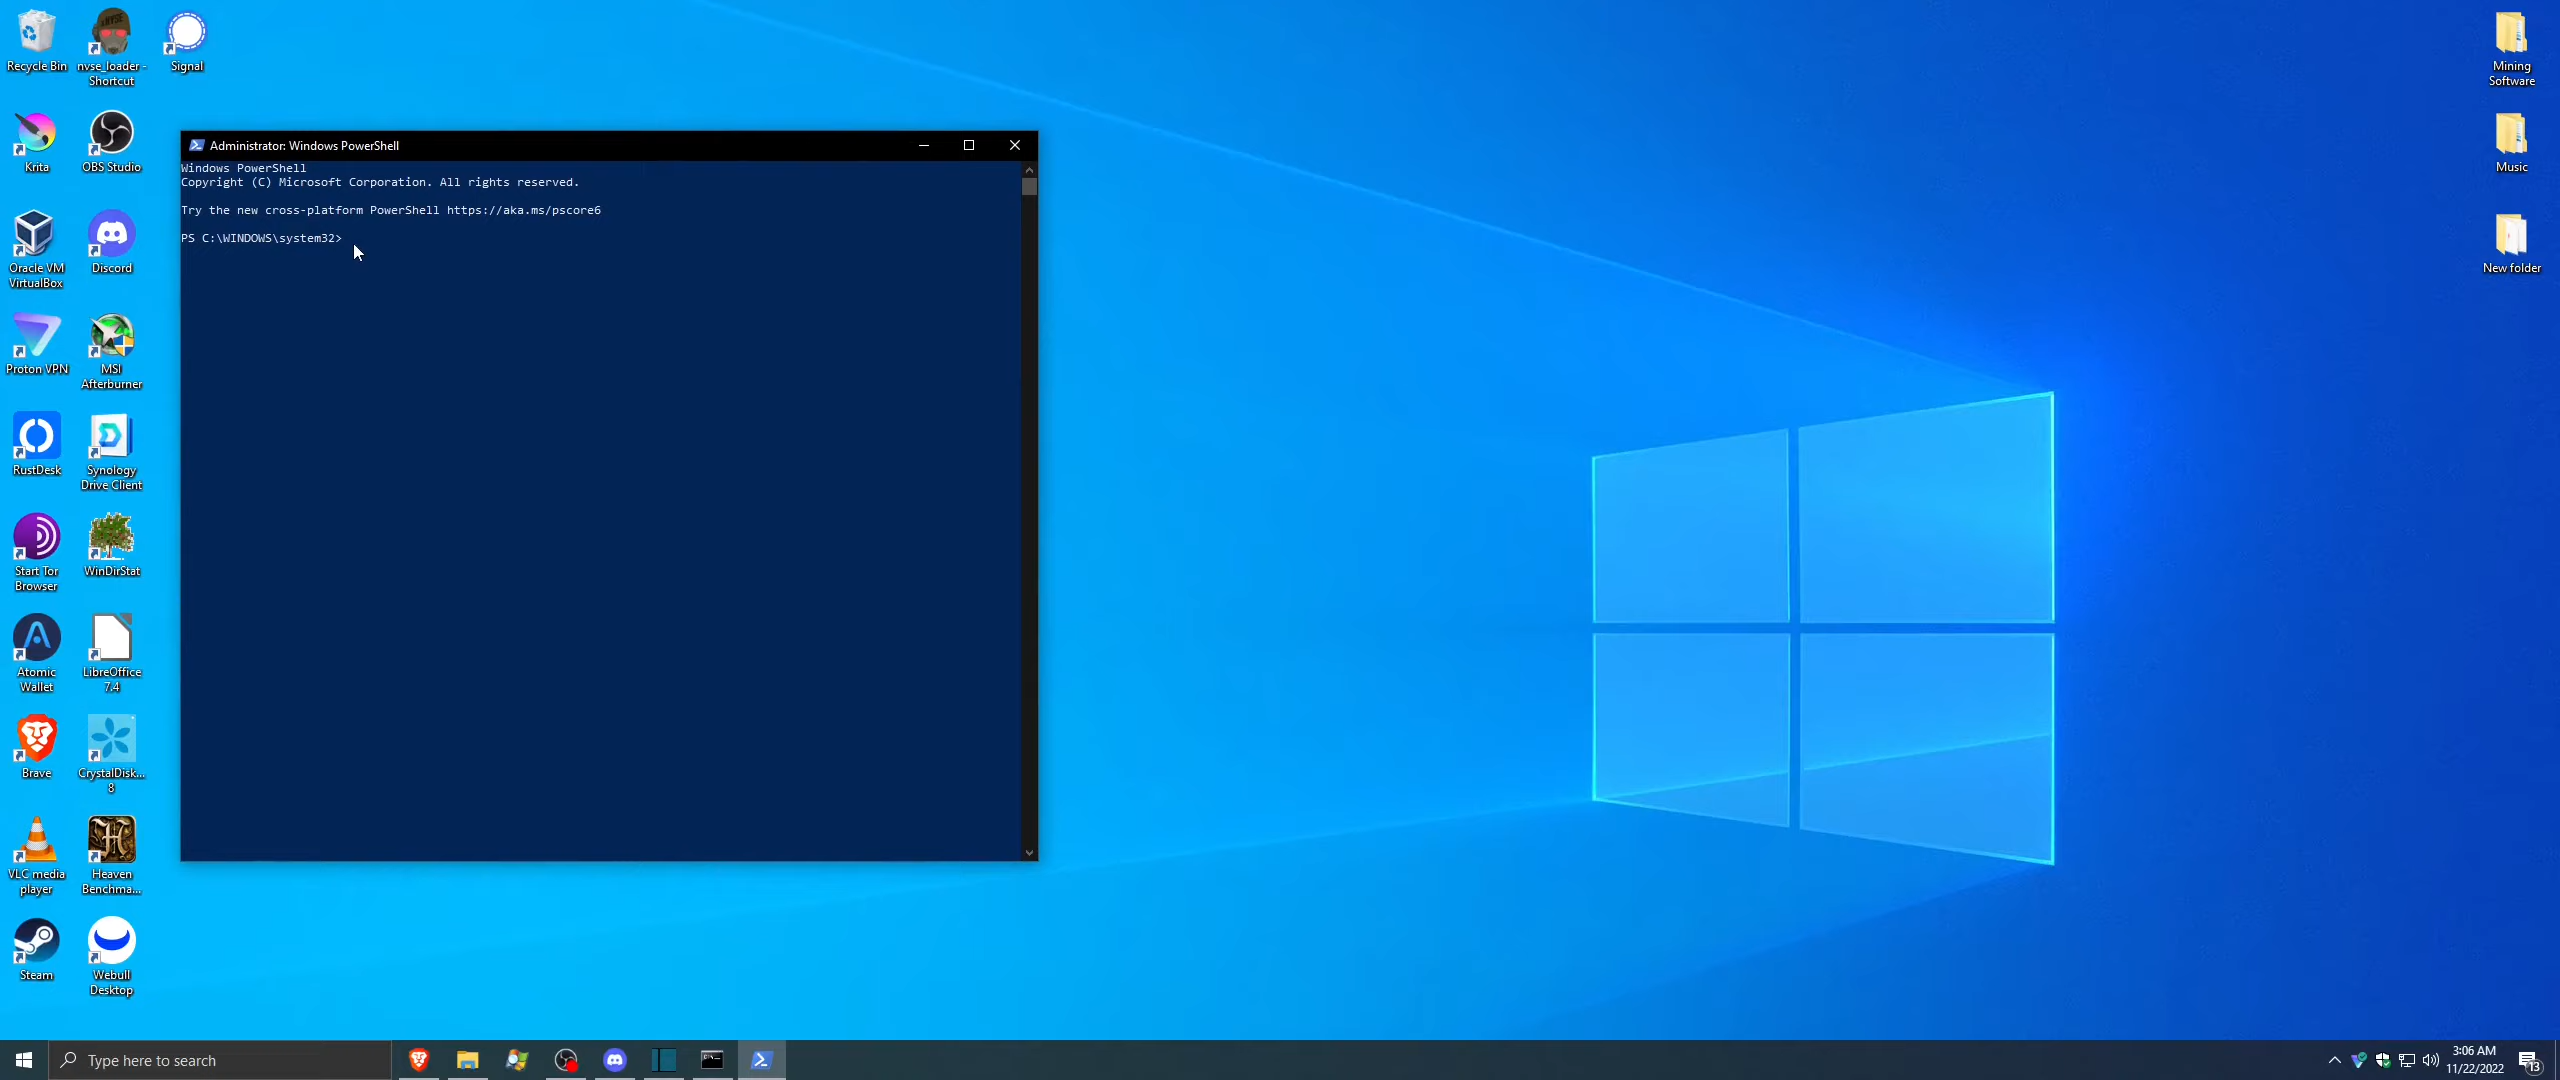 Recycle Bin
nvse_loader -
Shortcut
Signal
Krita
OBS Studio
Oracle VM
VirtualBox
Discord
Proton VPN
MSI
Afterburner
RustDesk
Synology
Drive Client
Start Tor
Browser
WinDirStat
Atomic
Wallet
LibreOffice
7.4
Brave
CrystalDisk...
8
VLC media
player
Heaven
Benchma...
Steam
Webull
Desktop
Administrator: Windows PowerShell
Windows PowerShell
Copyright (C) Microsoft Corporation. All rights reserved.
Try the new cross-platform PowerShell https://aka.ms/pscore6
PS C:\WINDOWS\system32>
Mining
Software
Music
New folder
Type here to search
3:06 AM
11/22/2022
13